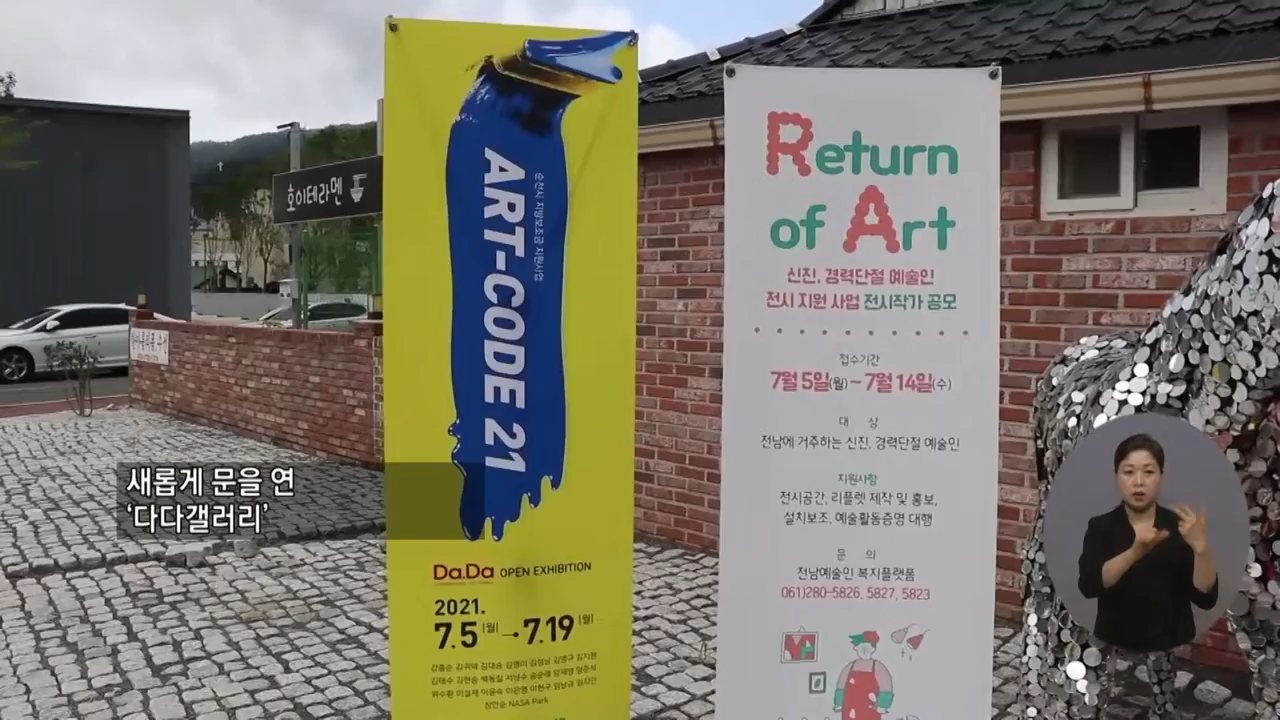 호이테라멘
순천시 지방보조금 지원사업
ART-CODE 21
Da.Da OPEN EXHIBITION
2021.
7.5 [월] → 7.19 [월]
NASA Park
Return
of Art
신진, 경력단절 예술인
전시 지원 사업 전시작가 공모
접수기간
7월 5일(월) ~ 7월 14일(수)
대 상
전남에 거주하는 신진, 경력단절 예술인
지원사항
전시공간, 리플렛 제작 및 홍보,
설치보조, 예술활동증명 대행
문 의
전남예술인 복지플랫폼
061)280-5826, 5827, 5823
새롭게 문을 연
‘다다갤러리’